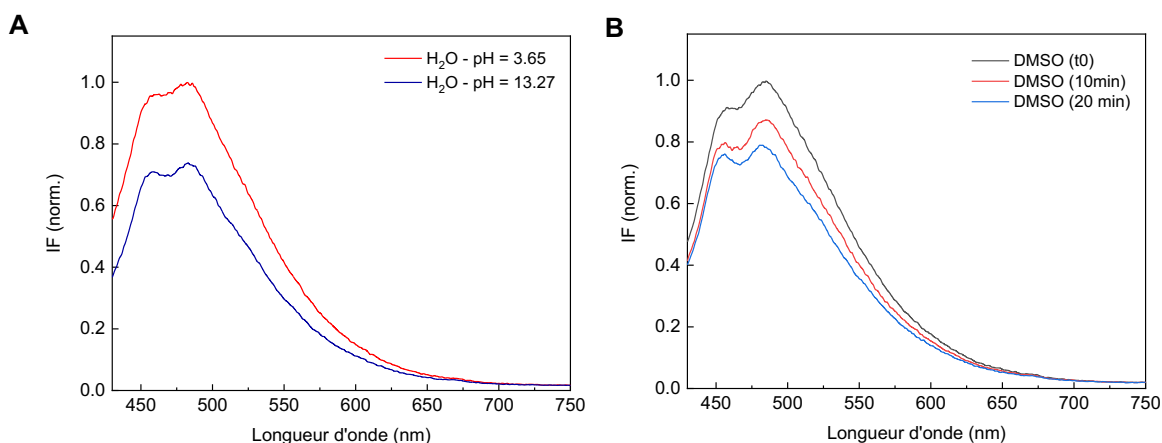 A
H₂O - pH = 3.65
H₂O - pH = 13.27
IF (norm.)
1.0
0.8
0.6
0.4
0.2
0.0
450 500 550 600 650 700 750
Longueur d'onde (nm)
B
DMSO (t0)
DMSO (10min)
DMSO (20 min)
IF (norm.)
1.0
0.8
0.6
0.4
0.2
0.0
450 500 550 600 650 700 750
Longueur d'onde (nm)